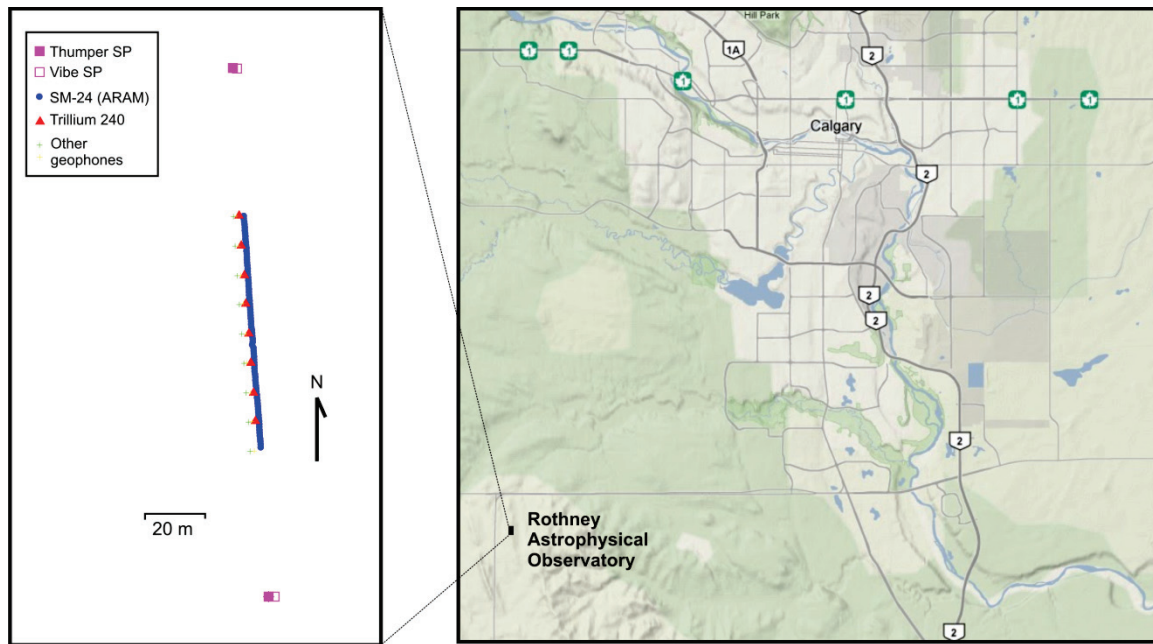 Thumper SP
Vibe SP
SM-24 (ARAM)
Trillium 240
Other
geophones
N
20 m
Hill Park
1
1
1A
2
1
1
1
1
Calgary
2
2
2
2
Rothney
Astrophysical
Observatory
2